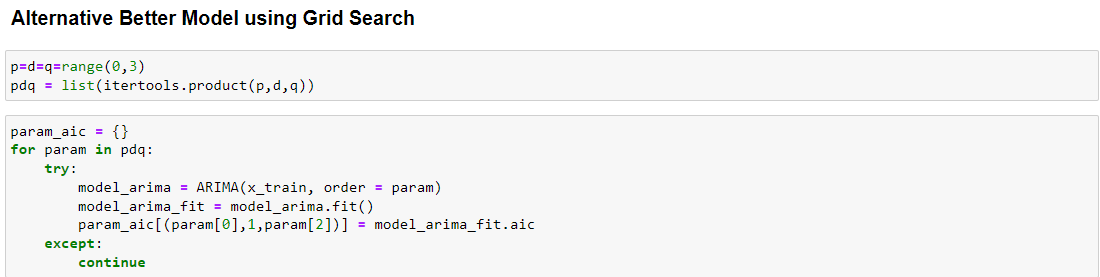 Alternative Better Model using Grid Search
p=d=q=range(0,3)
pdq = list(itertools.product(p,d,q))
param_aic = {}
for param in pdq:
    try:
        model_arima = ARIMA(x_train, order = param)
        model_arima_fit = model_arima.fit()
        param_aic[(param[0],1,param[2])] = model_arima_fit.aic
    except:
        continue